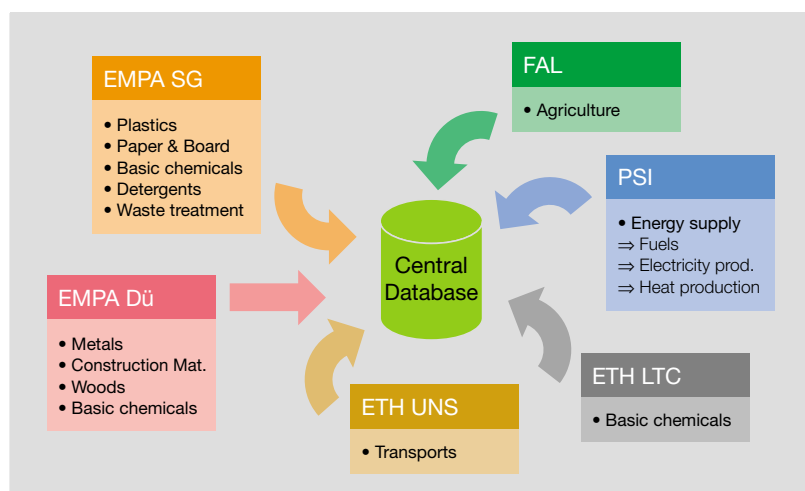 EMPA SG
• Plastics
• Paper & Board
• Basic chemicals
• Detergents
• Waste treatment
FAL
• Agriculture
PSI
• Energy supply
⇒ Fuels
⇒ Electricity prod.
⇒ Heat production
Central
Database
EMPA Dü
• Metals
• Construction Mat.
• Woods
• Basic chemicals
ETH UNS
• Transports
ETH LTC
• Basic chemicals